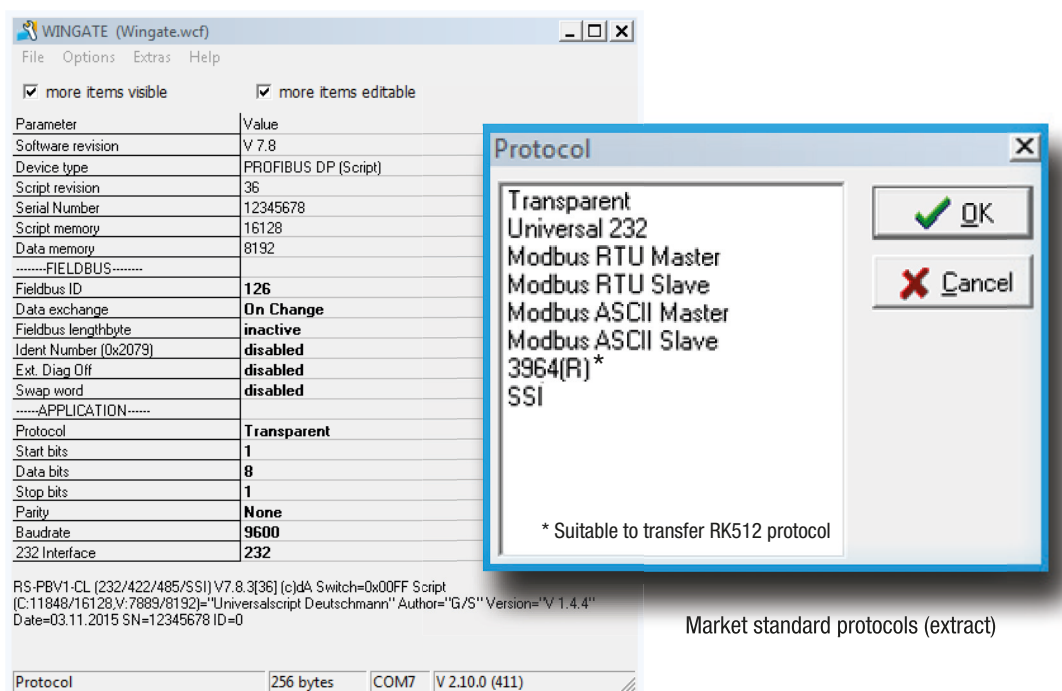 WINGATE (Wingate.wcf)
File Options Extras Help
more items visible more items editable
Parameter Value
Software revision V 7.8
Device type PROFIBUS DP (Script)
Script revision 36
Serial Number 12345678
Script memory 16128
Data memory 8192
--------FIELDBUS--------
Fieldbus ID 126
Data exchange On Change
Fieldbus lengthbyte inactive
Ident Number (0x2079) disabled
Ext. Diag Off disabled
Swap word disabled
------APPLICATION------
Protocol Transparent
Start bits 1
Data bits 8
Stop bits 1
Parity None
Baudrate 9600
232 Interface 232
RS-PBV1-CL (232/422/485/SSI) V7.8.3[36] (c)dA Switch=0x00FF Script
(C:11848/16128,V:7889/8192)="Universalscript Deutschmann" Author="G/S" Version="V 1.4.4"
Date=03.11.2015 SN=12345678 ID=0
Protocol 256 bytes COM7 V 2.10.0 (411)
Protocol
Transparent
Universal 232
Modbus RTU Master
Modbus RTU Slave
Modbus ASCII Master
Modbus ASCII Slave
3964(R)*
SSI
* Suitable to transfer RK512 protocol
OK
Cancel
Market standard protocols (extract)